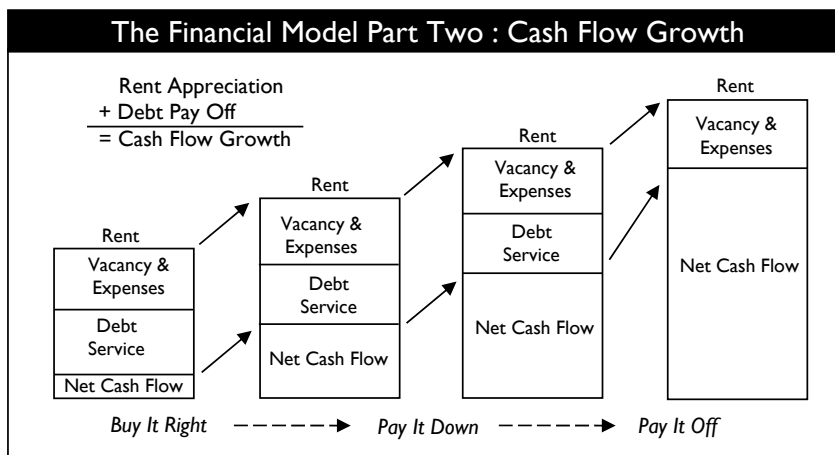 The Financial Model Part Two : Cash Flow Growth
Rent Appreciation
+ Debt Pay Off
= Cash Flow Growth
Rent
Vacancy &
Expenses
Debt
Service
Net Cash Flow
Rent
Vacancy &
Expenses
Debt
Service
Net Cash Flow
Rent
Vacancy &
Expenses
Debt
Service
Net Cash Flow
Rent
Vacancy &
Expenses
Net Cash Flow
Buy It Right
Pay It Down
Pay It Off